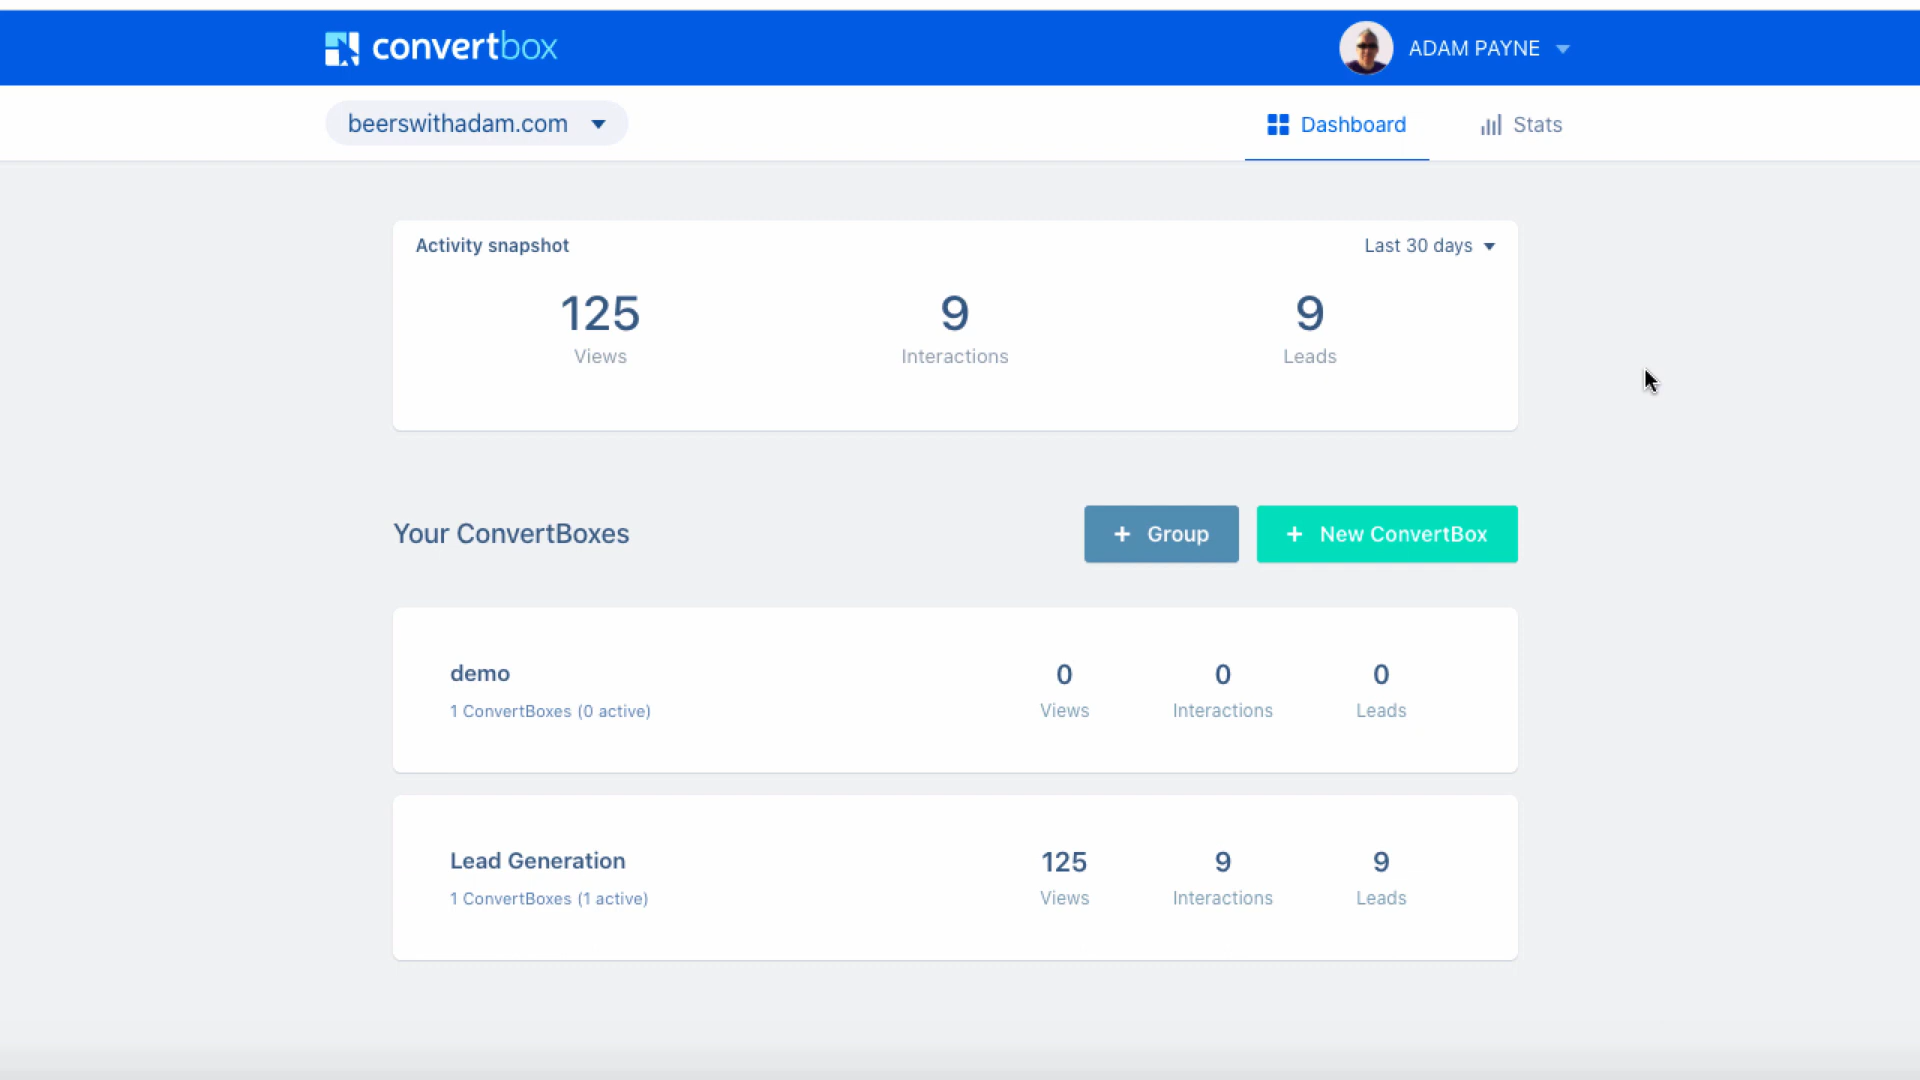 convertbox
ADAM PAYNE
beerswithadam.com
Dashboard
Stats
Activity snapshot
Last 30 days
125
9
9
Views
Interactions
Leads
Your ConvertBoxes
+ Group
+ New ConvertBox
demo
0
0
0
1 ConvertBoxes (0 active)
Views
Interactions
Leads
Lead Generation
125
9
9
1 ConvertBoxes (1 active)
Views
Interactions
Leads